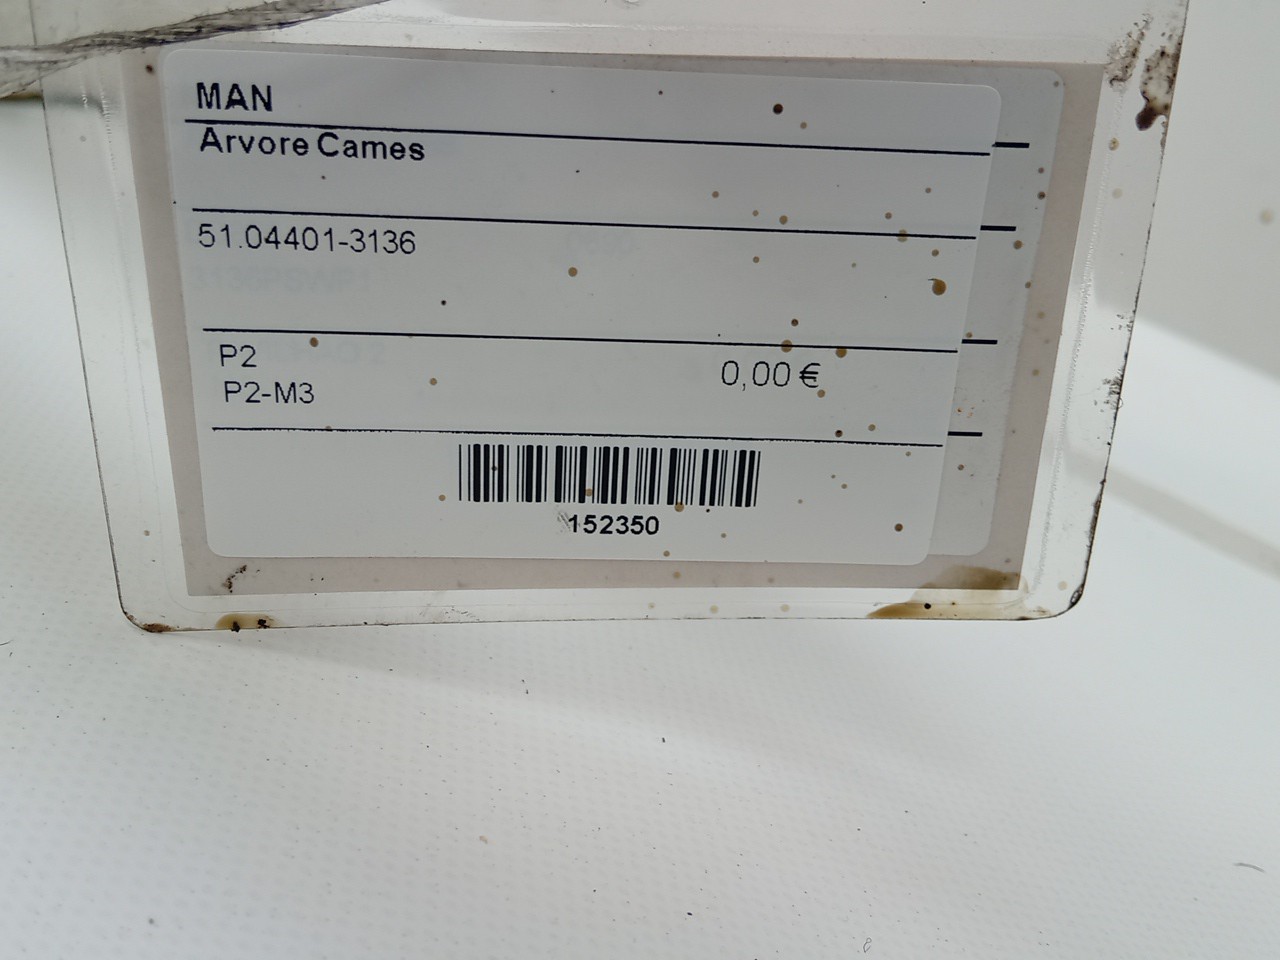 MAN
Arvore Cames
51.04401-3136
P2
0,00 €
P2-M3
152350